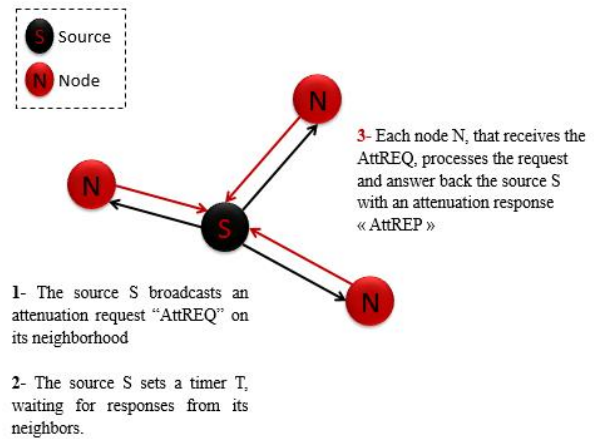 S Source
N Node
N
N
S
N
3- Each node N, that receives the
AttREQ, processes the request
and answer back the source S
with an attenuation response
« AttREP »
1- The source S broadcasts an
attenuation request “AttREQ” on
its neighborhood
2- The source S sets a timer T,
waiting for responses from its
neighbors.